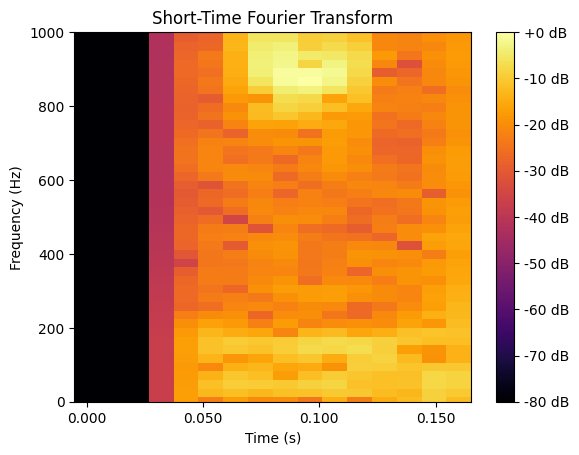 Short-Time Fourier Transform
1000
800
600
400
200
0
Frequency (Hz)
0.000
0.050
0.100
0.150
Time (s)
+0 dB
-10 dB
-20 dB
-30 dB
-40 dB
-50 dB
-60 dB
-70 dB
-80 dB